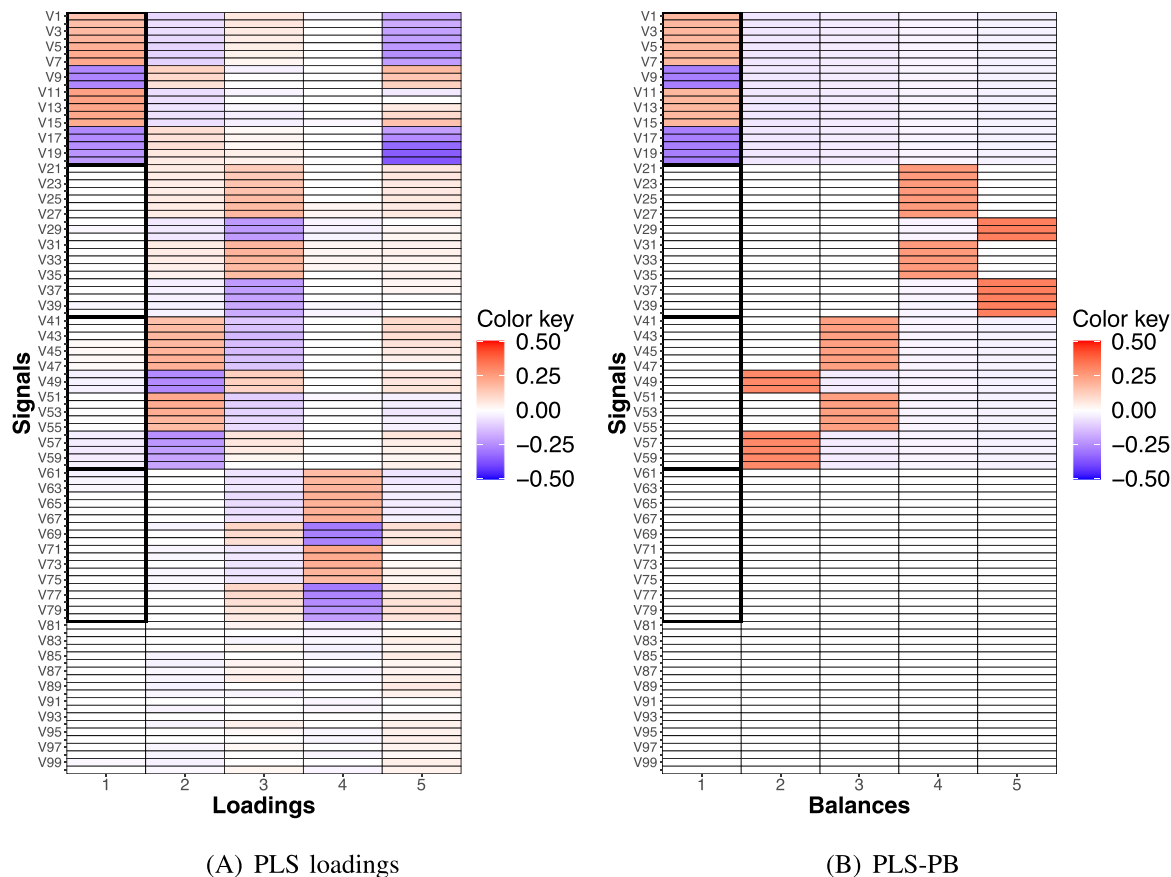 V1
V3
V5
V7
V9
V11
V13
V15
V17
V19
V21
V23
V25
V27
V29
V31
V33
V35
V37
V39
V41
V43
V45
V47
V49
V51
V53
V55
V57
V59
V61
V63
V65
V67
V69
V71
V73
V75
V77
V79
V81
V83
V85
V87
V89
V91
V93
V95
V97
V99
Signals
1 2 3 4 5
Loadings
Color key
0.50
0.25
0.00
−0.25
−0.50
(A) PLS loadings
V1
V3
V5
V7
V9
V11
V13
V15
V17
V19
V21
V23
V25
V27
V29
V31
V33
V35
V37
V39
V41
V43
V45
V47
V49
V51
V53
V55
V57
V59
V61
V63
V65
V67
V69
V71
V73
V75
V77
V79
V81
V83
V85
V87
V89
V91
V93
V95
V97
V99
Signals
1 2 3 4 5
Balances
Color key
0.50
0.25
0.00
−0.25
−0.50
(B) PLS-PB